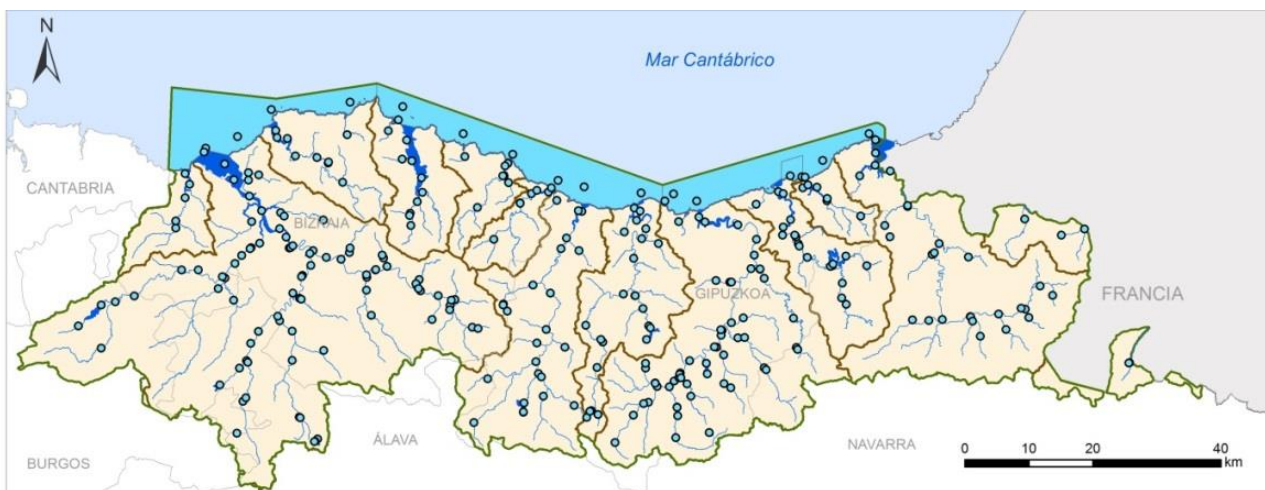 N
Mar Cantábrico
CANTABRIA
BIZKAIA
GIPUZKOA
FRANCIA
ÁLAVA
NAVARRA
BURGOS
0 10 20 40
km